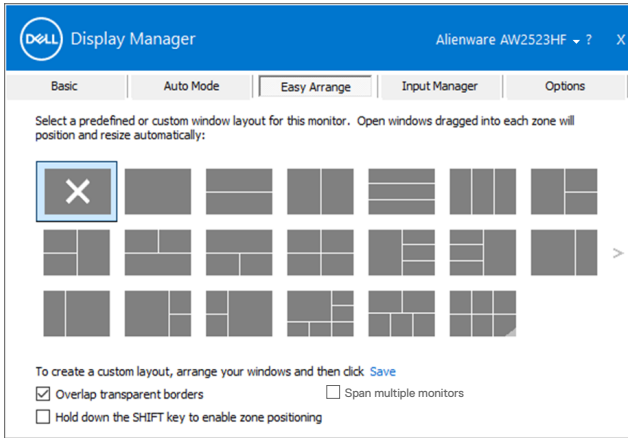 DELL Display Manager Alienware AW2523HF ? X
Basic Auto Mode Easy Arrange Input Manager Options
Select a predefined or custom window layout for this monitor. Open windows dragged into each zone will
position and resize automatically:
>
To create a custom layout, arrange your windows and then click Save
Overlap transparent borders Span multiple monitors
Hold down the SHIFT key to enable zone positioning